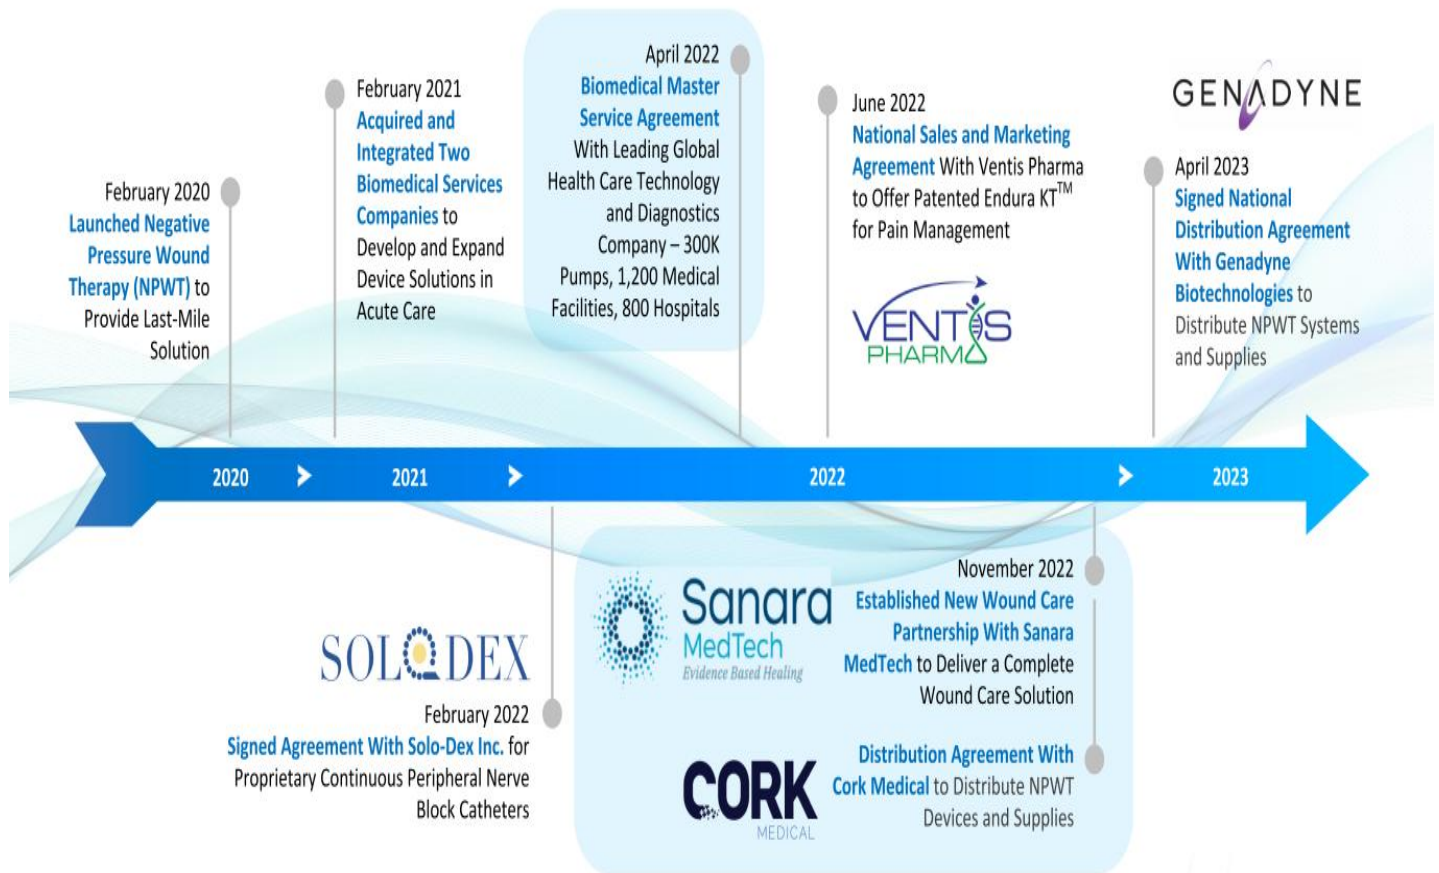 February 2020
Launched Negative
Pressure Wound
Therapy (NPWT) to
Provide Last-Mile
Solution
February 2021
Acquired and
Integrated Two
Biomedical Services
Companies to
Develop and Expand
Device Solutions in
Acute Care
April 2022
Biomedical Master
Service Agreement
With Leading Global
Health Care Technology
and Diagnostics
Company – 300K
Pumps, 1,200 Medical
Facilities, 800 Hospitals
June 2022
National Sales and Marketing
Agreement With Ventis Pharma
to Offer Patented Endura KT™
for Pain Management
VENTIS
PHARMA
GENADYNE
April 2023
Signed National
Distribution Agreement
With Genadyne
Biotechnologies to
Distribute NPWT Systems
and Supplies
2020 > 2021 > 2022 > 2023
SOLODEX
February 2022
Signed Agreement With Solo-Dex Inc. for
Proprietary Continuous Peripheral Nerve
Block Catheters
Sanara
MedTech
Evidence Based Healing
November 2022
Established New Wound Care
Partnership With Sanara
MedTech to Deliver a Complete
Wound Care Solution
CORK
MEDICAL
Distribution Agreement With
Cork Medical to Distribute NPWT
Devices and Supplies